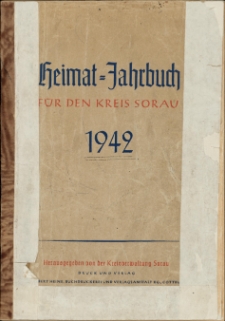 Heimat=Jahrbuch
FÜR DEN KREIS SORAU
1942
Herausgegeben von der Kreisverwaltung Sorau
DRUCK UND VERLAG